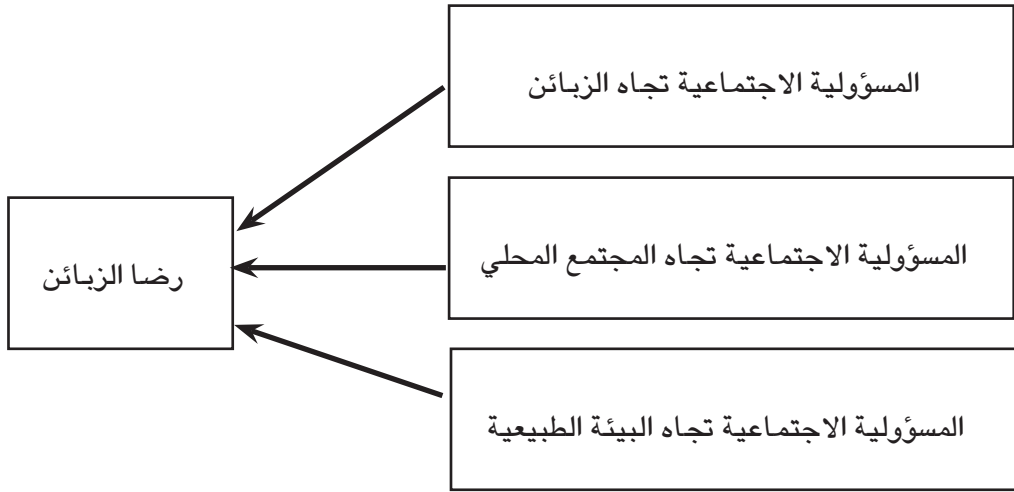 المسؤولية الاجتماعية تجاه الزبائن
المسؤولية الاجتماعية تجاه المجتمع المحلي
رضا الزبائن
المسؤولية الاجتماعية تجاه البيئة الطبيعية